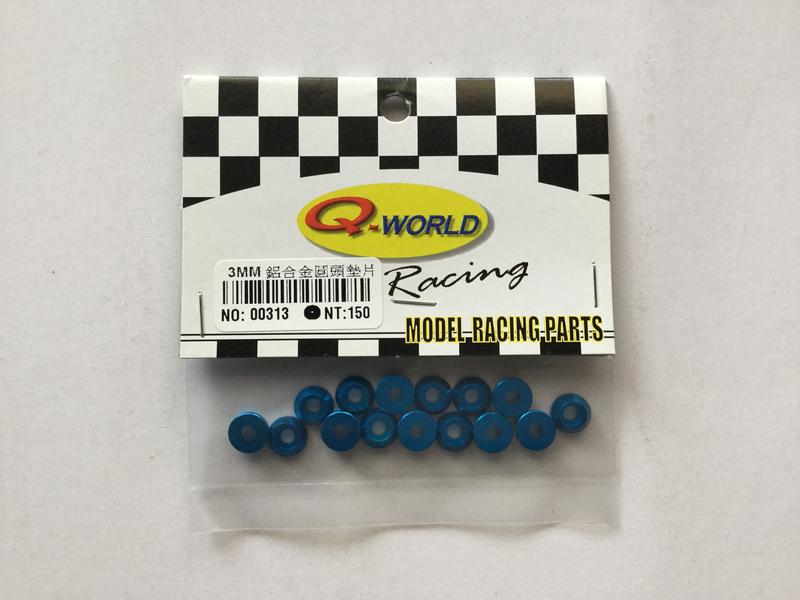 Q-WORLD
Racing
3MM 鋁合金圓頭墊片
NO: 00313 NT:150
MODEL RACING PARTS